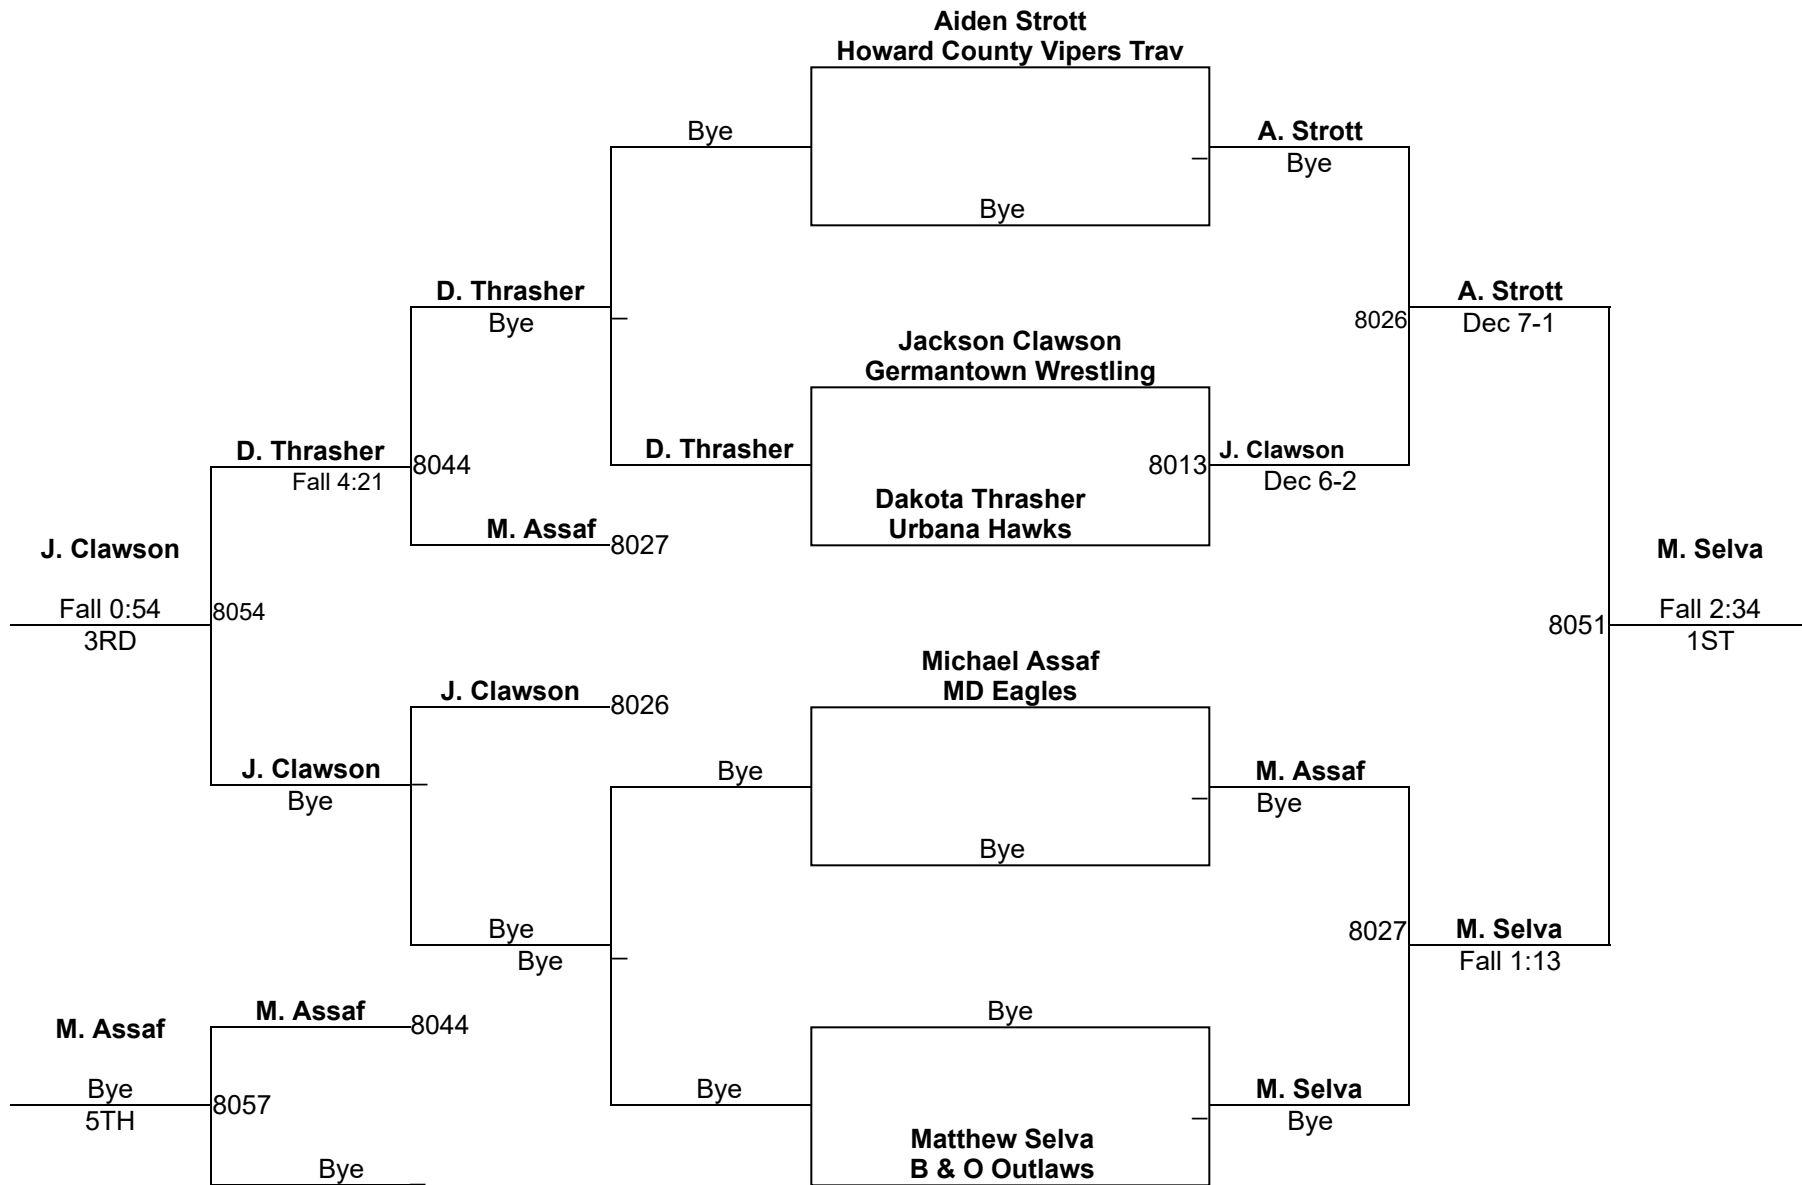 Aiden Strott
Howard County Vipers Trav
Bye
A. Strott
Bye
Bye
D. Thrasher
Bye
A. Strott
8026
Dec 7-1
Jackson Clawson
Germantown Wrestling
D. Thrasher
8044
Fall 4:21
D. Thrasher
8013
J. Clawson
Dec 6-2
Dakota Thrasher
Urbana Hawks
M. Assaf
8027
J. Clawson
M. Selva
Fall 0:54
8054
3RD
8051
Fall 2:34
1ST
Michael Assaf
MD Eagles
J. Clawson
8026
J. Clawson
Bye
Bye
M. Assaf
Bye
Bye
Bye
Bye
8027
M. Selva
Fall 1:13
M. Assaf
M. Assaf
8044
Bye
Bye
5TH
8057
Bye
M. Selva
Bye
Matthew Selva
B & O Outlaws
Bye